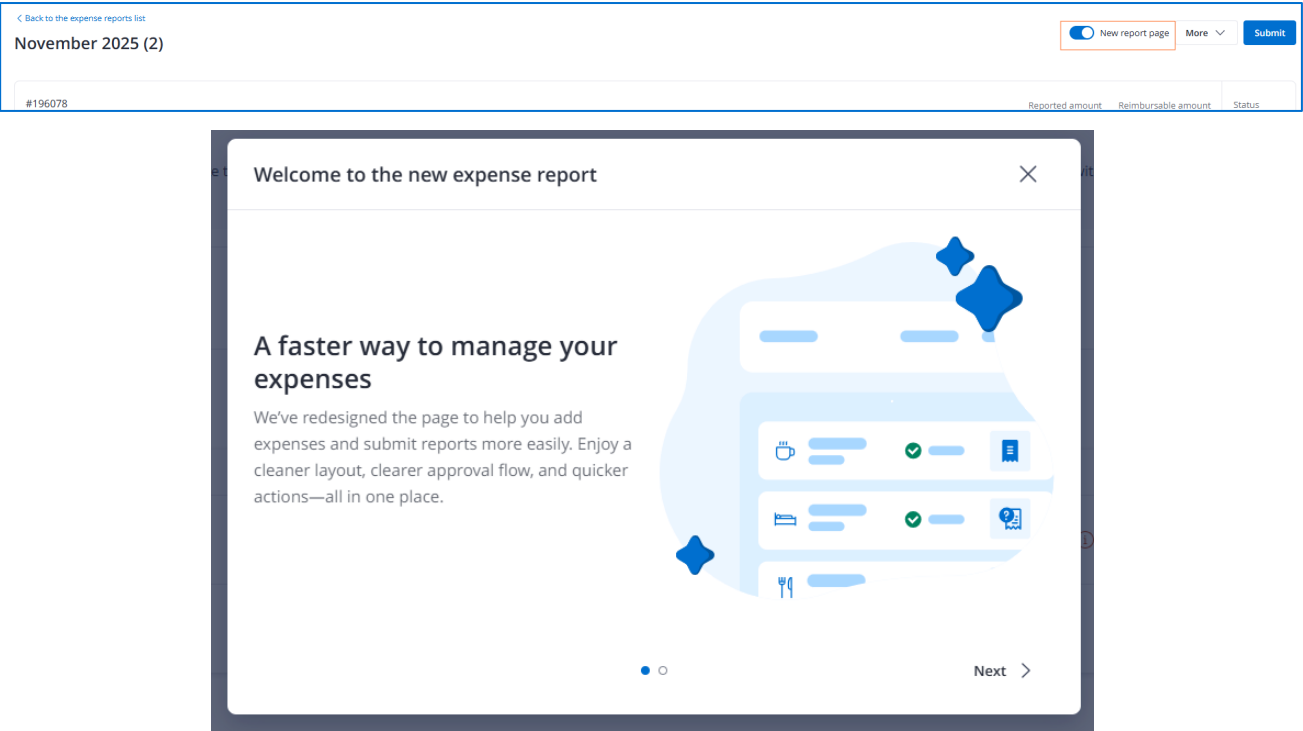 Back to the expense reports list
November 2025 (2)
New report page
More
Submit
#196078
Reported amount
Reimbursable amount
Status
Welcome to the new expense report
A faster way to manage your
expenses
We’ve redesigned the page to help you add
expenses and submit reports more easily. Enjoy a
cleaner layout, clearer approval flow, and quicker
actions—all in one place.
Next